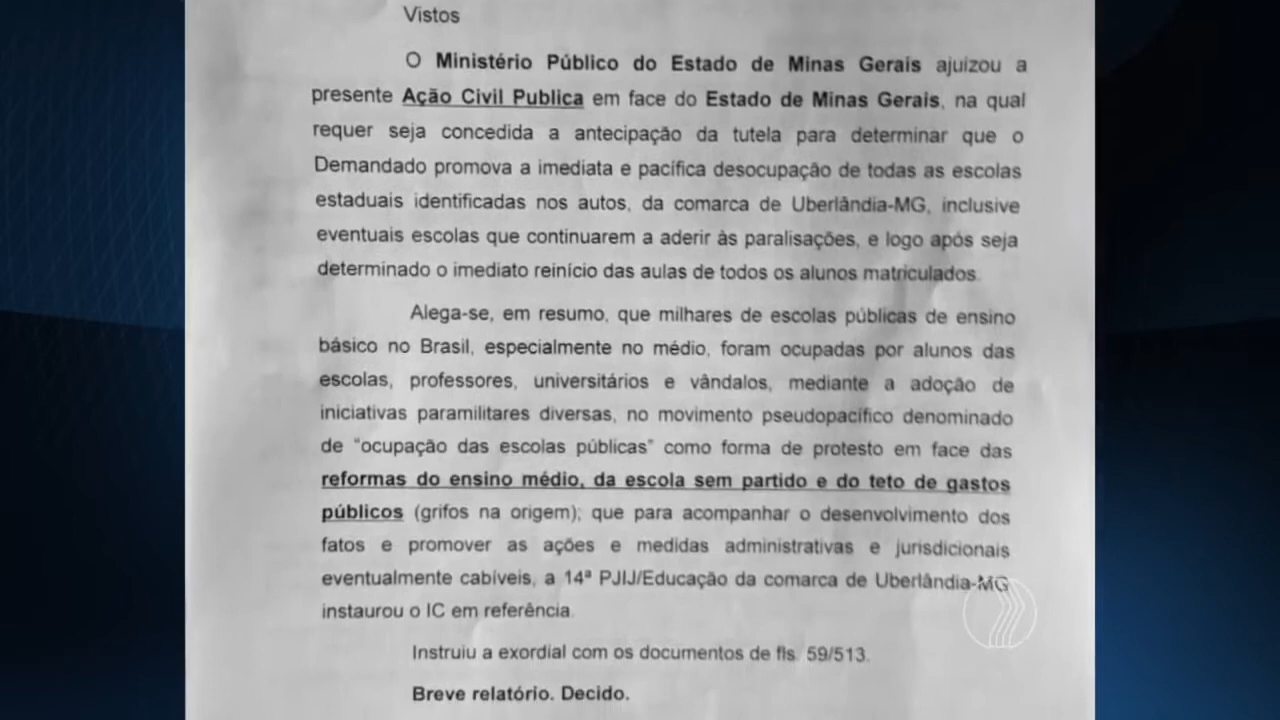 Vistos
O Ministério Público do Estado de Minas Gerais ajuizou a
presente Ação Civil Publica em face do Estado de Minas Gerais, na qual
requer seja concedida a antecipação da tutela para determinar que o
Demandado promova a imediata e pacífica desocupação de todas as escolas
estaduais identificadas nos autos, da comarca de Uberlândia-MG, inclusive
eventuais escolas que continuarem a aderir às paralisações, e logo após seja
determinado o imediato reinício das aulas de todos os alunos matriculados.
Alega-se, em resumo, que milhares de escolas públicas de ensino
básico no Brasil, especialmente no médio, foram ocupadas por alunos das
escolas, professores, universitários e vândalos, mediante a adoção de
iniciativas paramilitares diversas, no movimento pseudopacífico denominado
de “ocupação das escolas públicas” como forma de protesto em face das
reformas do ensino médio, da escola sem partido e do teto de gastos
públicos (grifos na origem); que para acompanhar o desenvolvimento dos
fatos e promover as ações e medidas administrativas e jurisdicionais
eventualmente cabíveis, a 14ª PJIJ/Educação da comarca de Uberlândia-MG
instaurou o IC em referência.
Instruiu a exordial com os documentos de fls. 59/513.
Breve relatório. Decido.